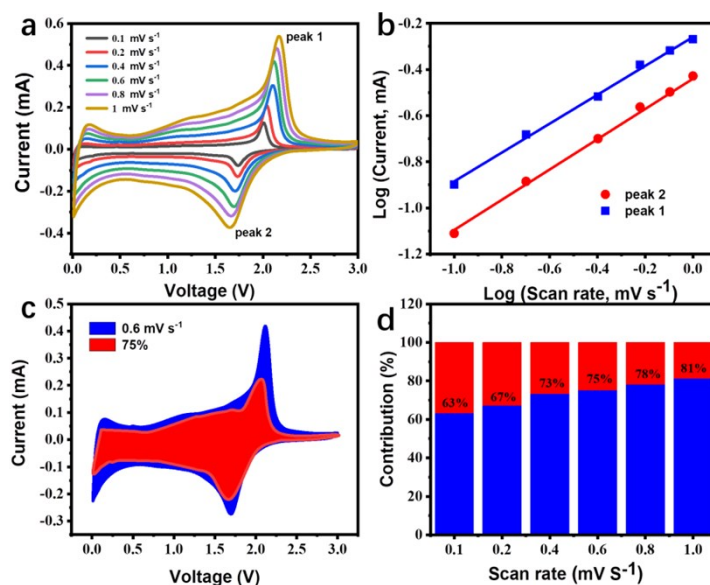 a
peak 1
0.1 mV s-1
0.2 mV s-1
0.4 mV s-1
0.6 mV s-1
0.8 mV s-1
1 mV s-1
peak 2
Current (mA)
0.6
0.4
0.2
0.0
-0.2
-0.4
0.0 0.5 1.0 1.5 2.0 2.5 3.0
Voltage (V)
b
Log (Current, mA)
-0.2
-0.4
-0.6
-0.8
-1.0
-1.2
peak 2
peak 1
-1.0 -0.8 -0.6 -0.4 -0.2 0.0
Log (Scan rate, mV s-1)
c
0.6 mV s-1
75%
Current (mA)
0.5
0.4
0.3
0.2
0.1
0.0
-0.1
-0.2
-0.3
0.0 0.5 1.0 1.5 2.0 2.5 3.0
Voltage (V)
d
Contribution (%)
120
100
80
60
40
20
0
63% 67% 73% 75% 78% 81%
0.1 0.2 0.4 0.6 0.8 1.0
Scan rate (mV S-1)